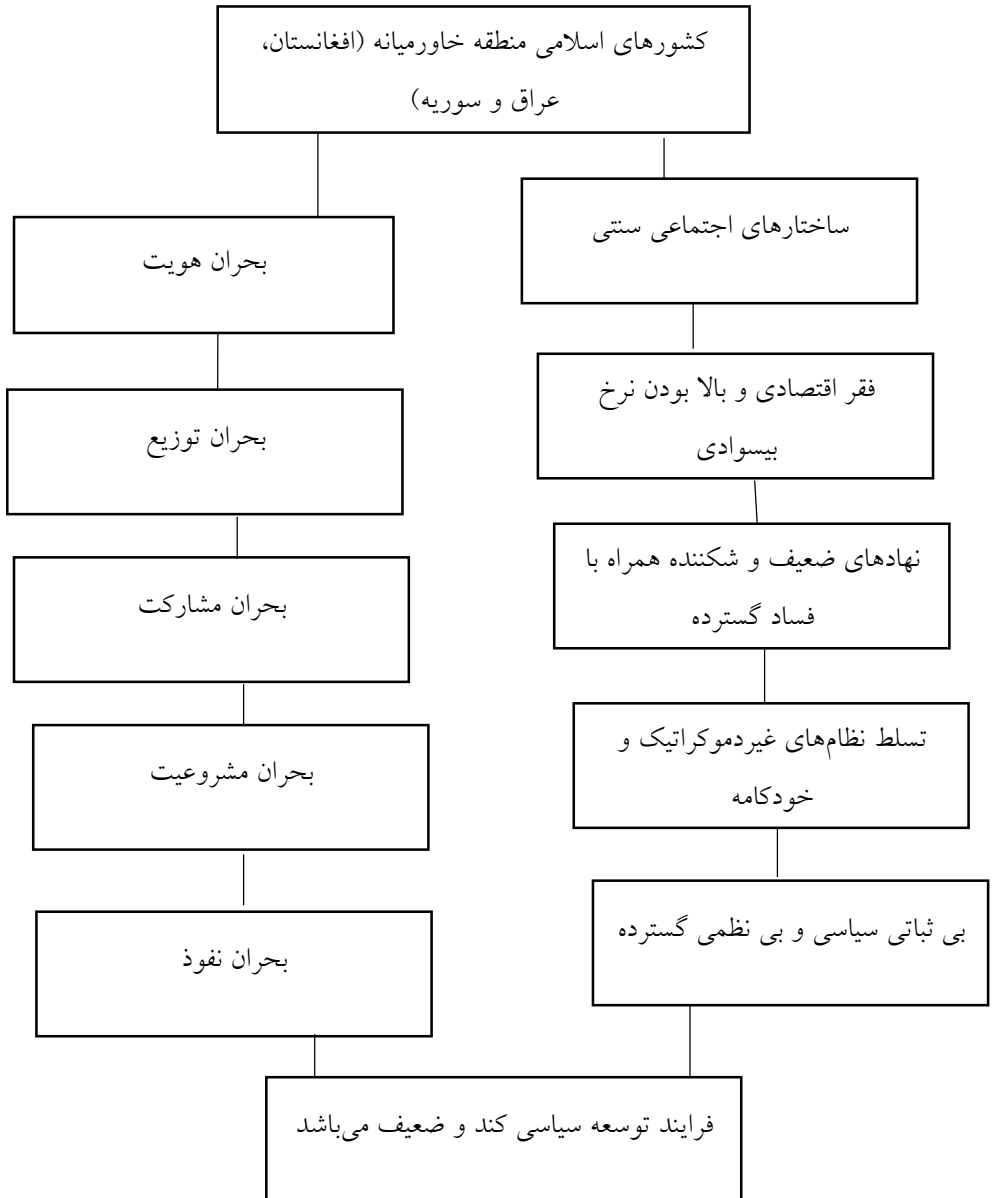 کشورهای اسلامی منطقه خاورمیانه (افغانستان،
عراق و سوریه)
ساختارهای اجتماعی سنتی
فقر اقتصادی و بالا بودن نرخ
بیسوادی
نهادهای ضعیف و شکننده همراه با
فساد گسترده
تسلط نظام‌های غیردموکراتیک و
خودکامه
بی ثباتی سیاسی و بی نظمی گسترده
بحران هویت
بحران توزیع
بحران مشارکت
بحران مشروعیت
بحران نفوذ
فرایند توسعه سیاسی کند و ضعیف می‌باشد